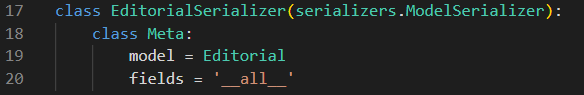 17 class EditorialSerializer(serializers.ModelSerializer):
18     class Meta:
19         model = Editorial
20         fields = '__all__'